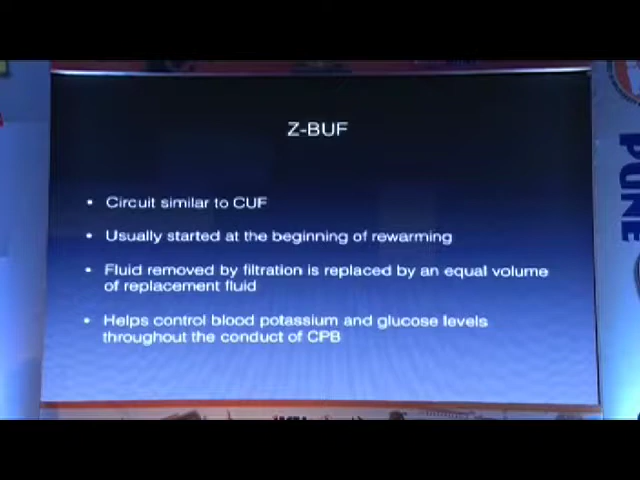 Z-BUF
• Circuit similar to CUF
• Usually started at the beginning of rewarming
• Fluid removed by filtration is replaced by an equal volume
of replacement fluid
• Helps control blood potassium and glucose levels
throughout the conduct of CPB
PUNE